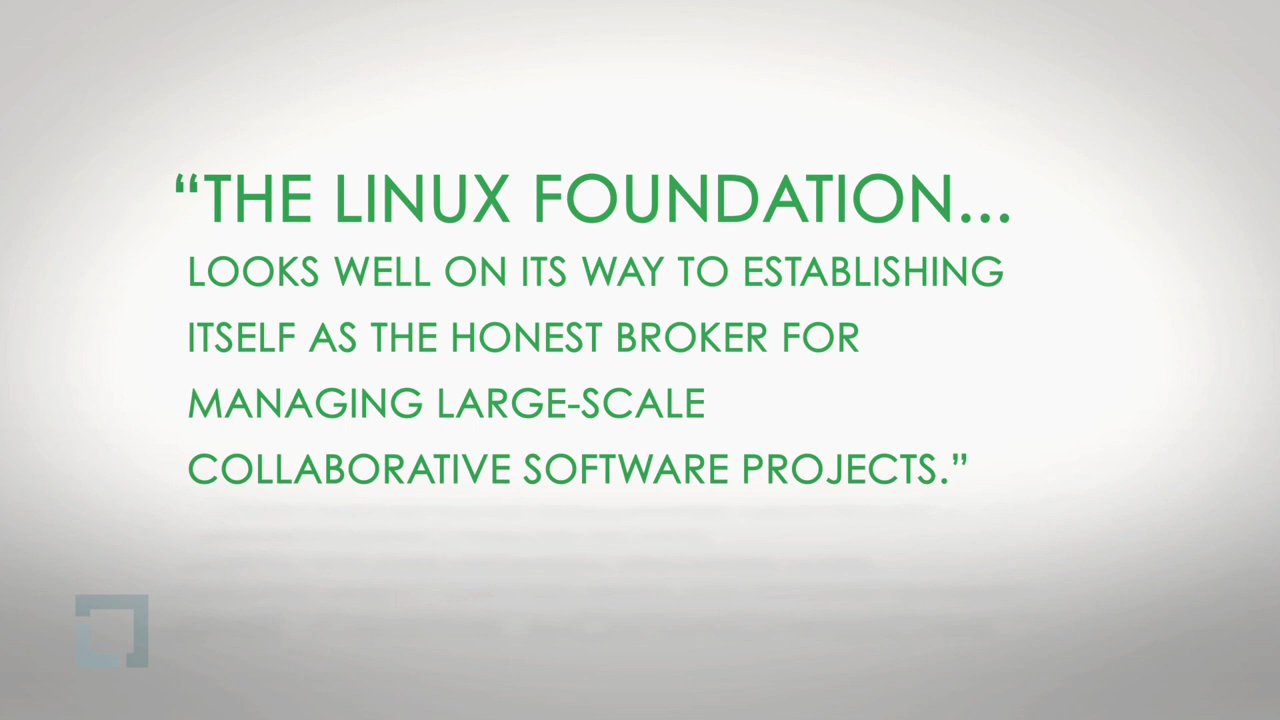 “THE LINUX FOUNDATION...
LOOKS WELL ON ITS WAY TO ESTABLISHING
ITSELF AS THE HONEST BROKER FOR
MANAGING LARGE-SCALE
COLLABORATIVE SOFTWARE PROJECTS.”